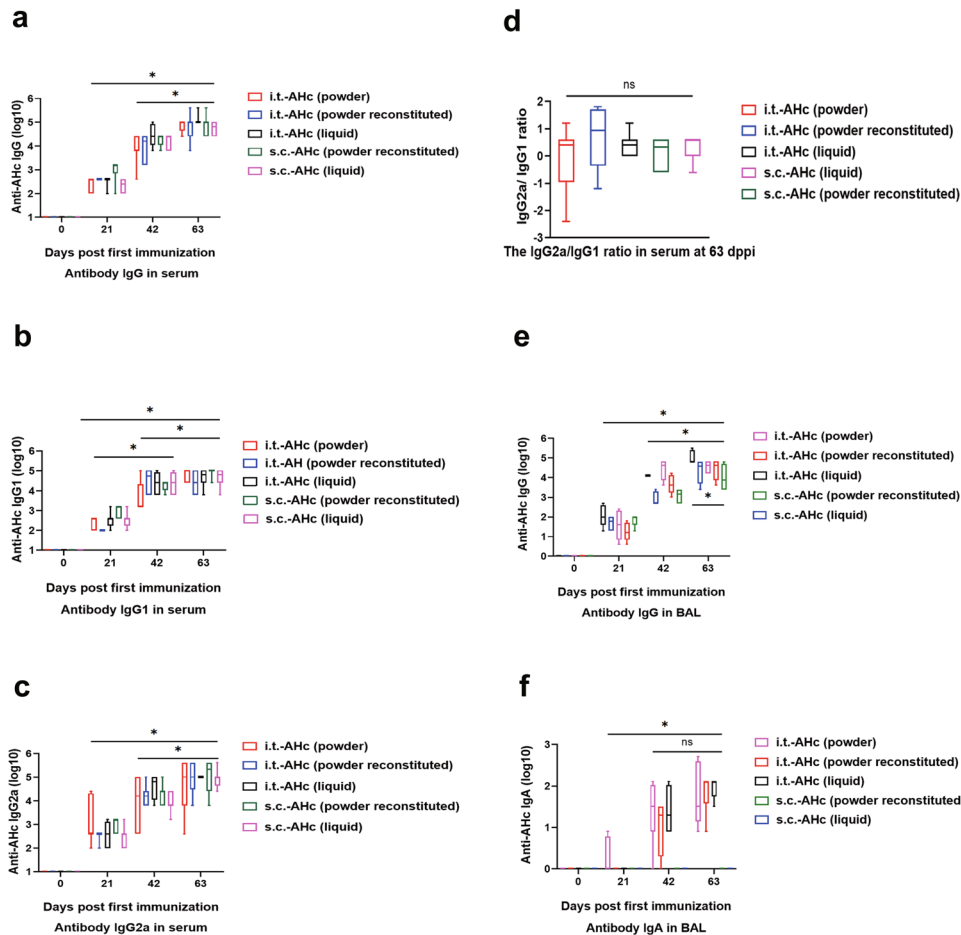 a
Anti-AHc IgG (log10)
6
5
4
3
2
1
*
*
0
21
42
63
Days post first immunization
Antibody IgG in serum
i.t.-AHc (powder)
i.t.-AHc (powder reconstituted)
i.t.-AHc (liquid)
s.c.-AHc (powder reconstituted)
s.c.-AHc (liquid)
b
Anti-AHc IgG1 (log10)
6
5
4
3
2
1
*
*
*
0
21
42
63
Days post first immunization
Antibody IgG1 in serum
i.t.-AHc (powder)
i.t.-AH (powder reconstituted)
i.t.-AHc (liquid)
s.c.-AHc (powder reconstituted)
s.c.-AHc (liquid)
c
Anti-AHc IgG2a (log10)
6
5
4
3
2
1
*
*
0
21
42
63
Days post first immunization
Antibody IgG2a in serum
i.t.-AHc (powder)
i.t.-AHc (powder reconstituted)
i.t.-AHc (liquid)
s.c.-AHc (powder reconstituted)
s.c.-AHc (liquid)
d
IgG2a/ IgG1 ratio
2
1
0
-1
-2
-3
ns
The IgG2a/IgG1 ratio in serum at 63 dppi
i.t.-AHc (powder)
i.t.-AHc (powder reconstituted)
i.t.-AHc (liquid)
s.c.-AHc (liquid)
s.c.-AHc (powder reconstituted)
e
Anti-AHc IgG (log10)
6
5
4
3
2
1
0
*
*
*
0
21
42
63
Days post first immunization
Antibody IgG in BAL
i.t.-AHc (powder)
i.t.-AHc (powder reconstituted)
i.t.-AHc (liquid)
s.c.-AHc (powder reconstituted)
s.c.-AHc (liquid)
f
Anti-AHc IgA (log10)
3
2
1
0
*
ns
0
21
42
63
Days post first immunization
Antibody IgA in BAL
i.t.-AHc (powder)
i.t.-AHc (powder reconstituted)
i.t.-AHc (liquid)
s.c.-AHc (powder reconstituted
s.c.-AHc (liquid)